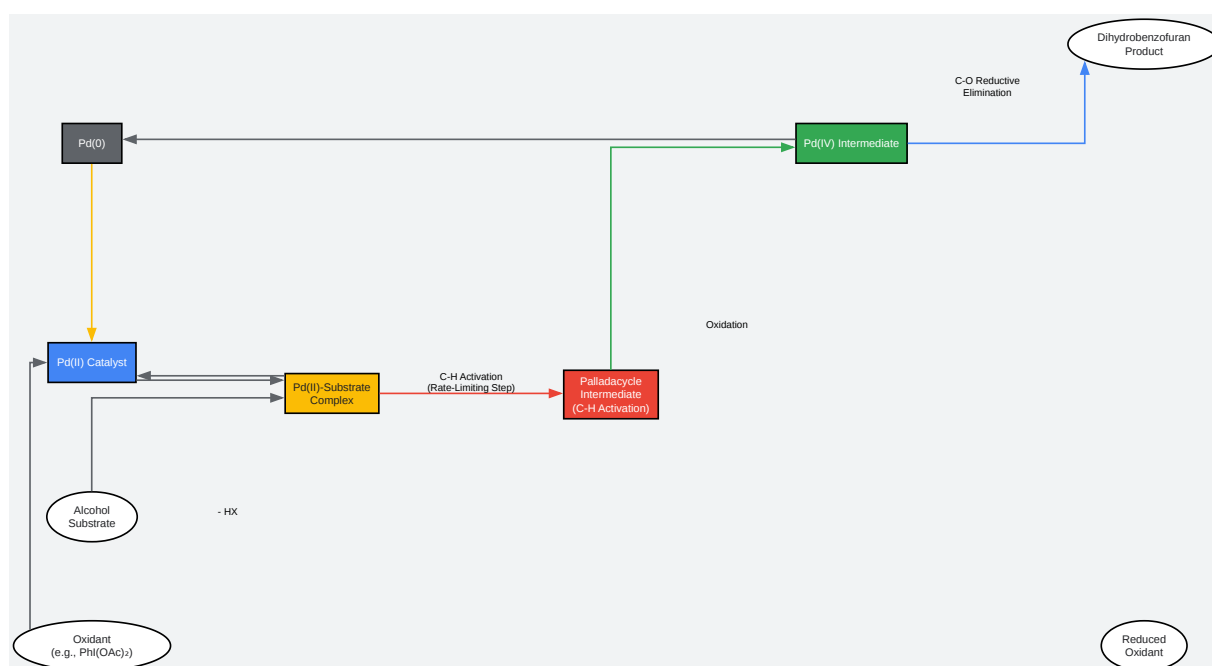 Dihydrobenzofuran
Product
C-O Reductive
Elimination
Pd(0)
Pd(IV) Intermediate
Oxidation
Pd(II) Catalyst
C-H Activation
(Rate-Limiting Step)
Pd(II)-Substrate
Complex
Palladacycle
Intermediate
(C-H Activation)
Alcohol
Substrate
- HX
Oxidant
(e.g., PhI(OAc)₂)
Reduced
Oxidant